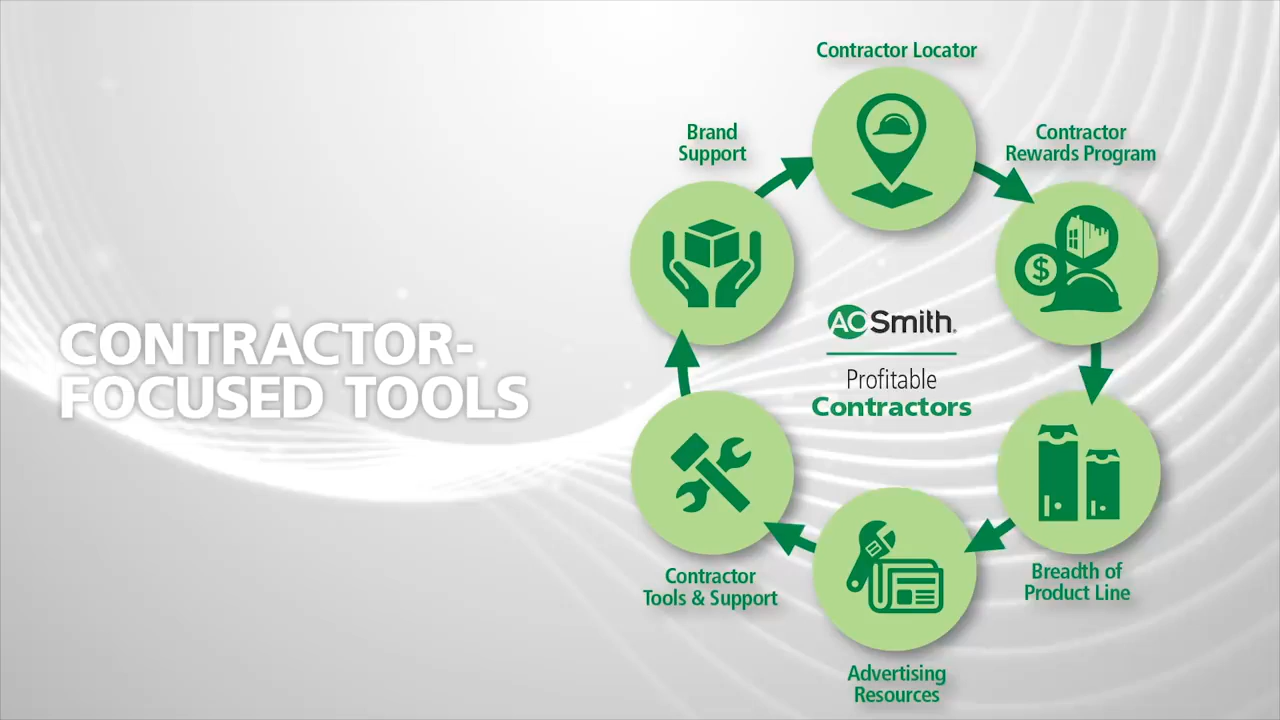 CONTRACTOR-
FOCUSED TOOLS
Contractor Locator
Contractor
Rewards Program
$
Breadth of
Product Line
Advertising
Resources
Contractor
Tools & Support
Brand
Support
AO Smith®
Profitable
Contractors